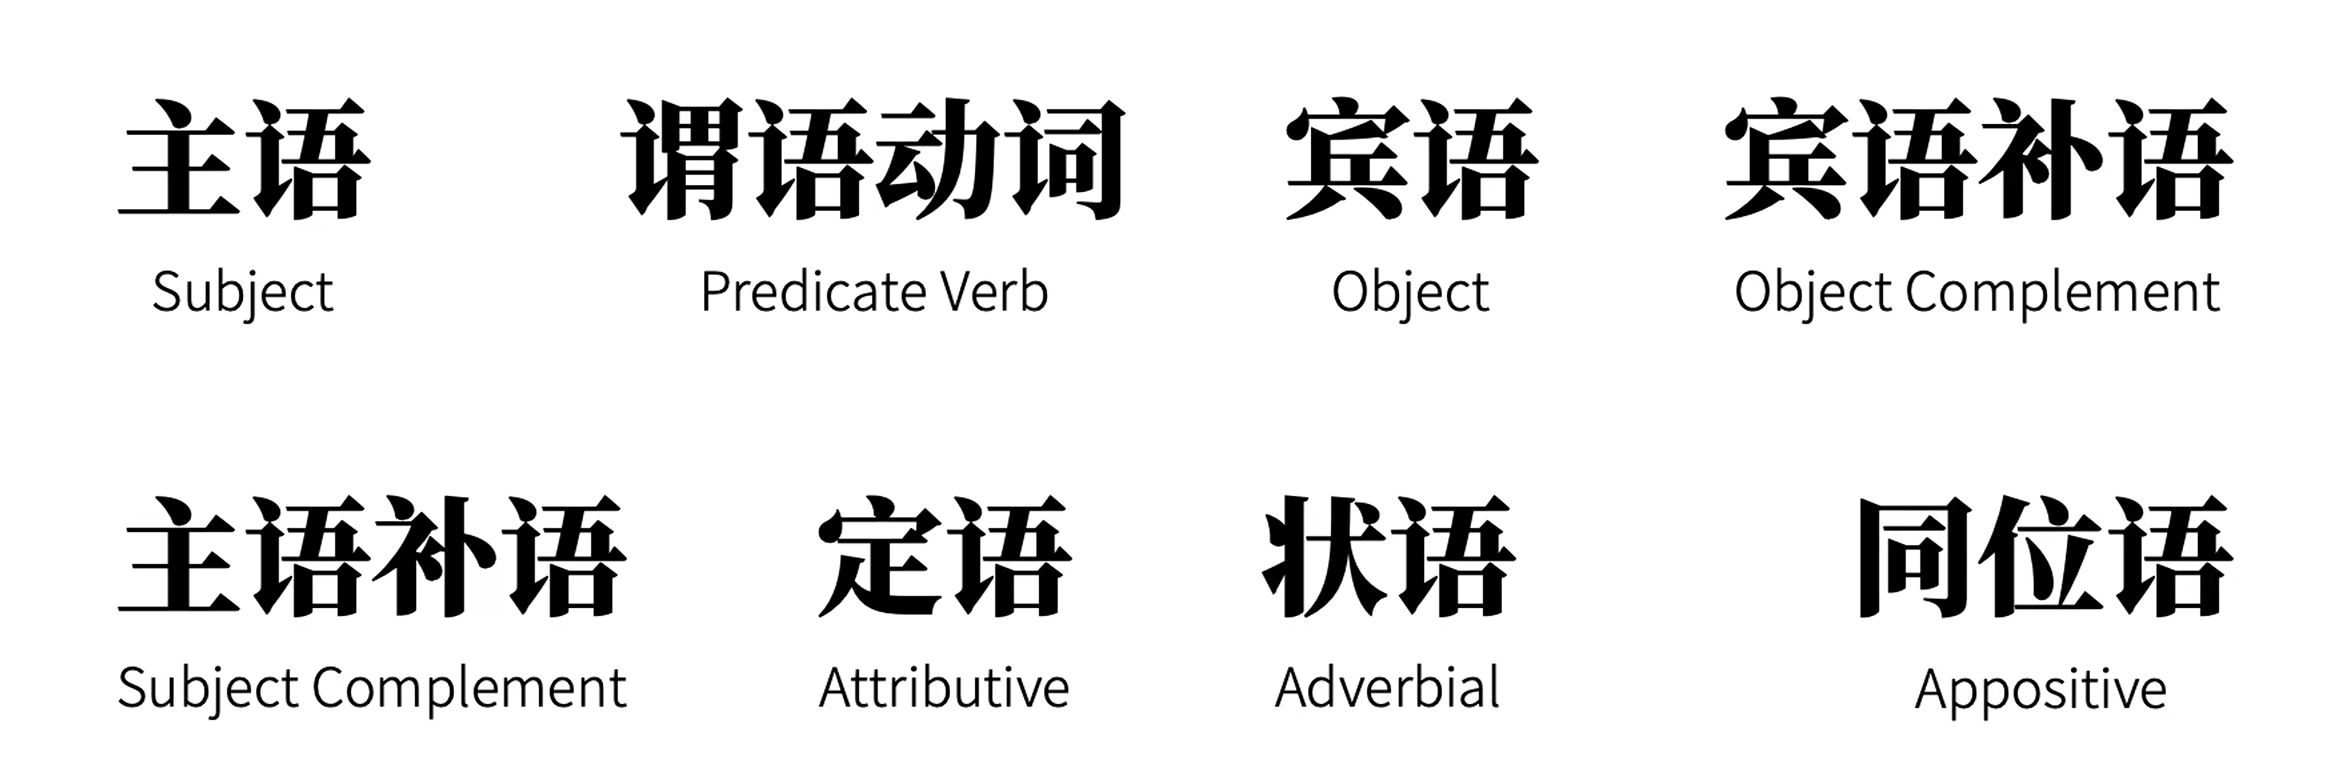 主语 谓语动词 宾语 宾语补语
Subject Predicate Verb Object Object Complement
主语补语 定语 状语 同位语
Subject Complement Attributive Adverbial Appositive